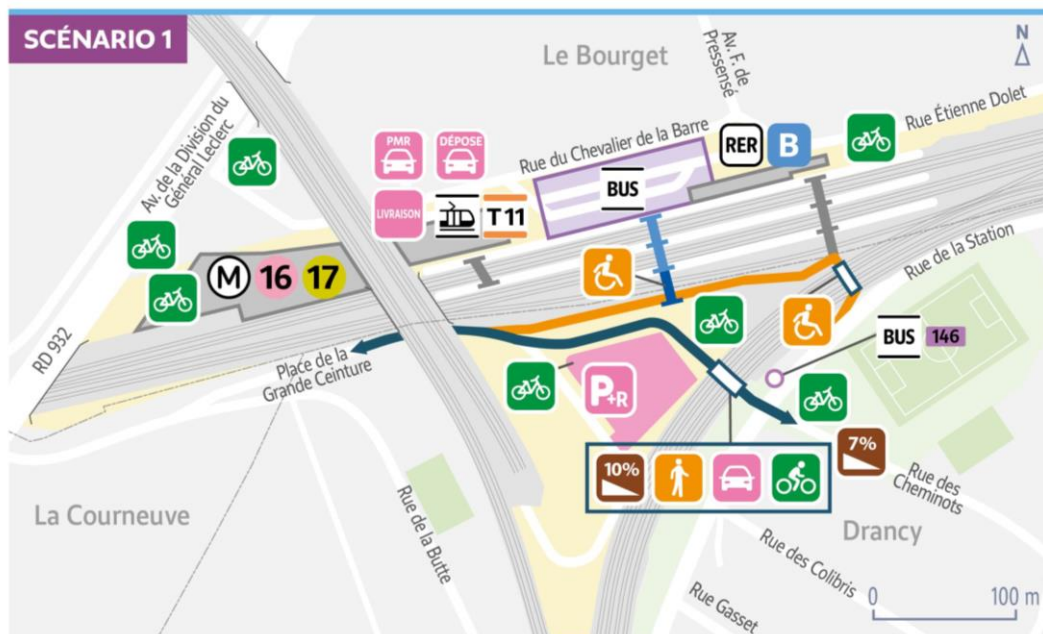 SCÉNARIO 1
Le Bourget
Av. F. de
Pressensé
N
Rue Étienne Dolet
Av. de la Division du
Général Leclerc
PMR
DÉPOSE
Rue du Chevalier de la Barre
RER
B
LIVRAISON
T 11
BUS
M
16
17
Rue de la Station
RD 932
Place de la
Grande Ceinture
BUS
146
P+R
10%
7%
Rue des
Cheminots
La Courneuve
Rue de la Butte
Drancy
Rue des Colibris
Rue Gasset
0
100 m